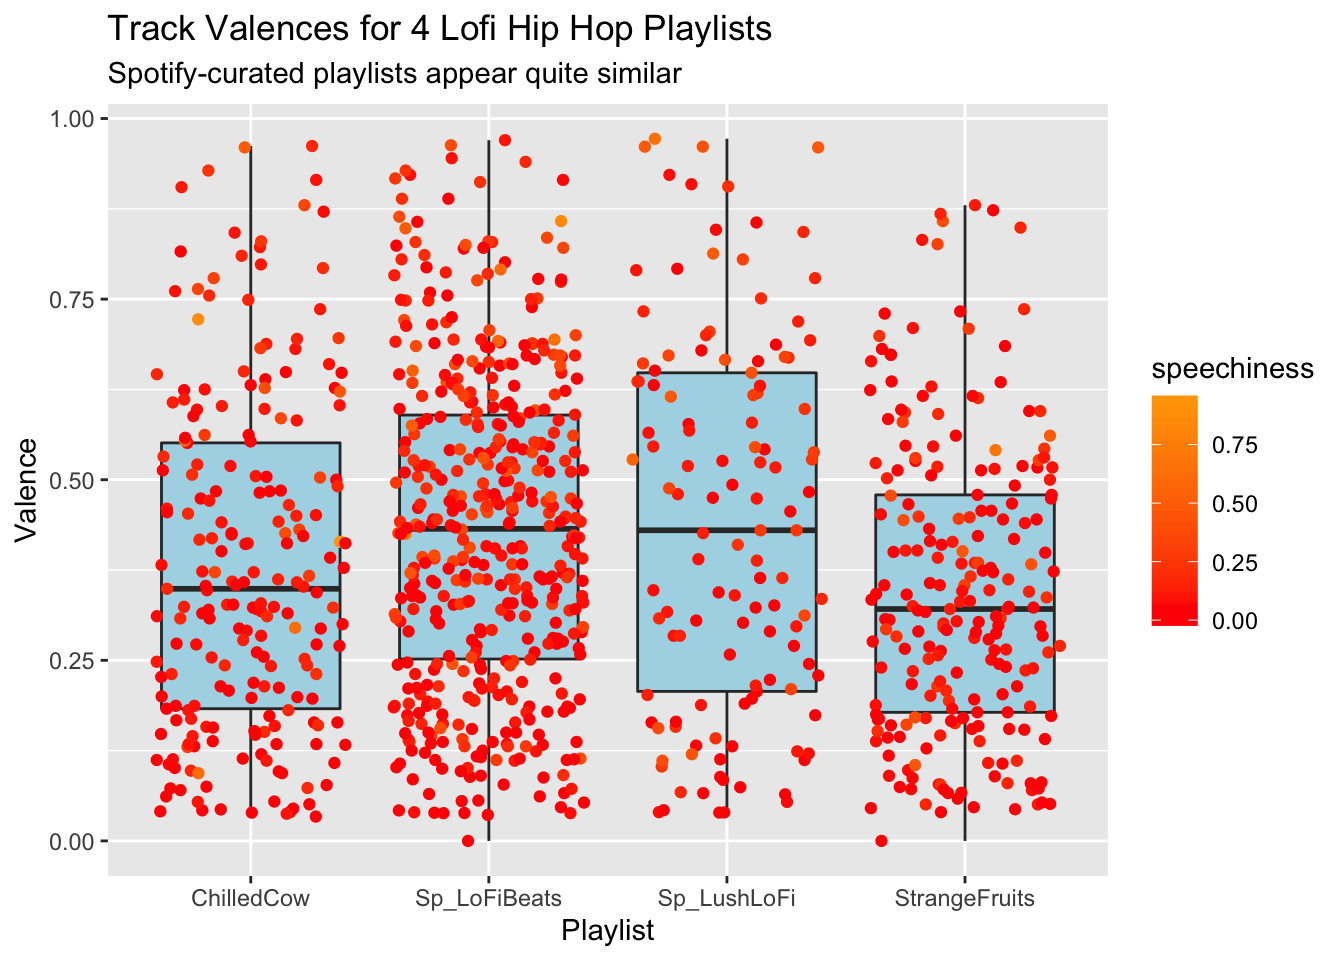 Track Valences for 4 Lofi Hip Hop Playlists
Spotify-curated playlists appear quite similar
1.00
0.75
0.50
0.25
0.00
Valence
ChilledCow
Sp_LoFiBeats
Sp_LushLoFi
StrangeFruits
Playlist
speechiness
0.75
0.50
0.25
0.00